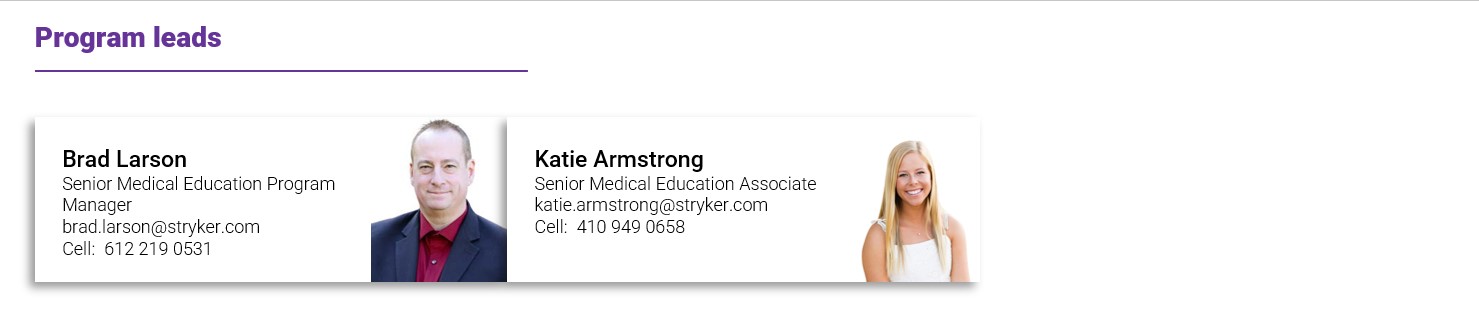 Program leads
Brad Larson
Senior Medical Education Program
Manager
brad.larson@stryker.com
Cell:  612 219 0531
Katie Armstrong
Senior Medical Education Associate
katie.armstrong@stryker.com
Cell:  410 949 0658